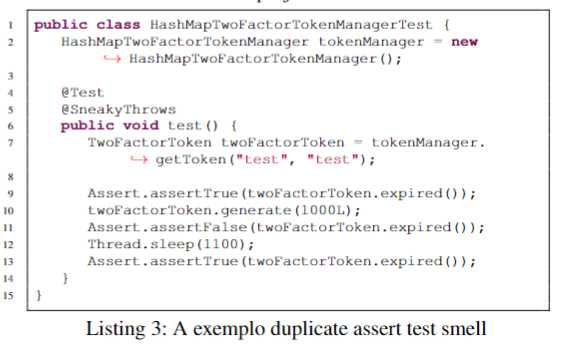 1 public class HashMapTwoFactorTokenManagerTest {
2 HashMapTwoFactorTokenManager tokenManager = new
↪ HashMapTwoFactorTokenManager();
3
4 @Test
5 @SneakyThrows
6 public void test() {
7 TwoFactorToken twoFactorToken = tokenManager.
↪ getToken("test", "test");
8
9 Assert.assertTrue(twoFactorToken.expired());
10 twoFactorToken.generate(1000L);
11 Assert.assertFalse(twoFactorToken.expired());
12 Thread.sleep(1100);
13 Assert.assertTrue(twoFactorToken.expired());
14 }
15 }
Listing 3: A exemplo duplicate assert test smell